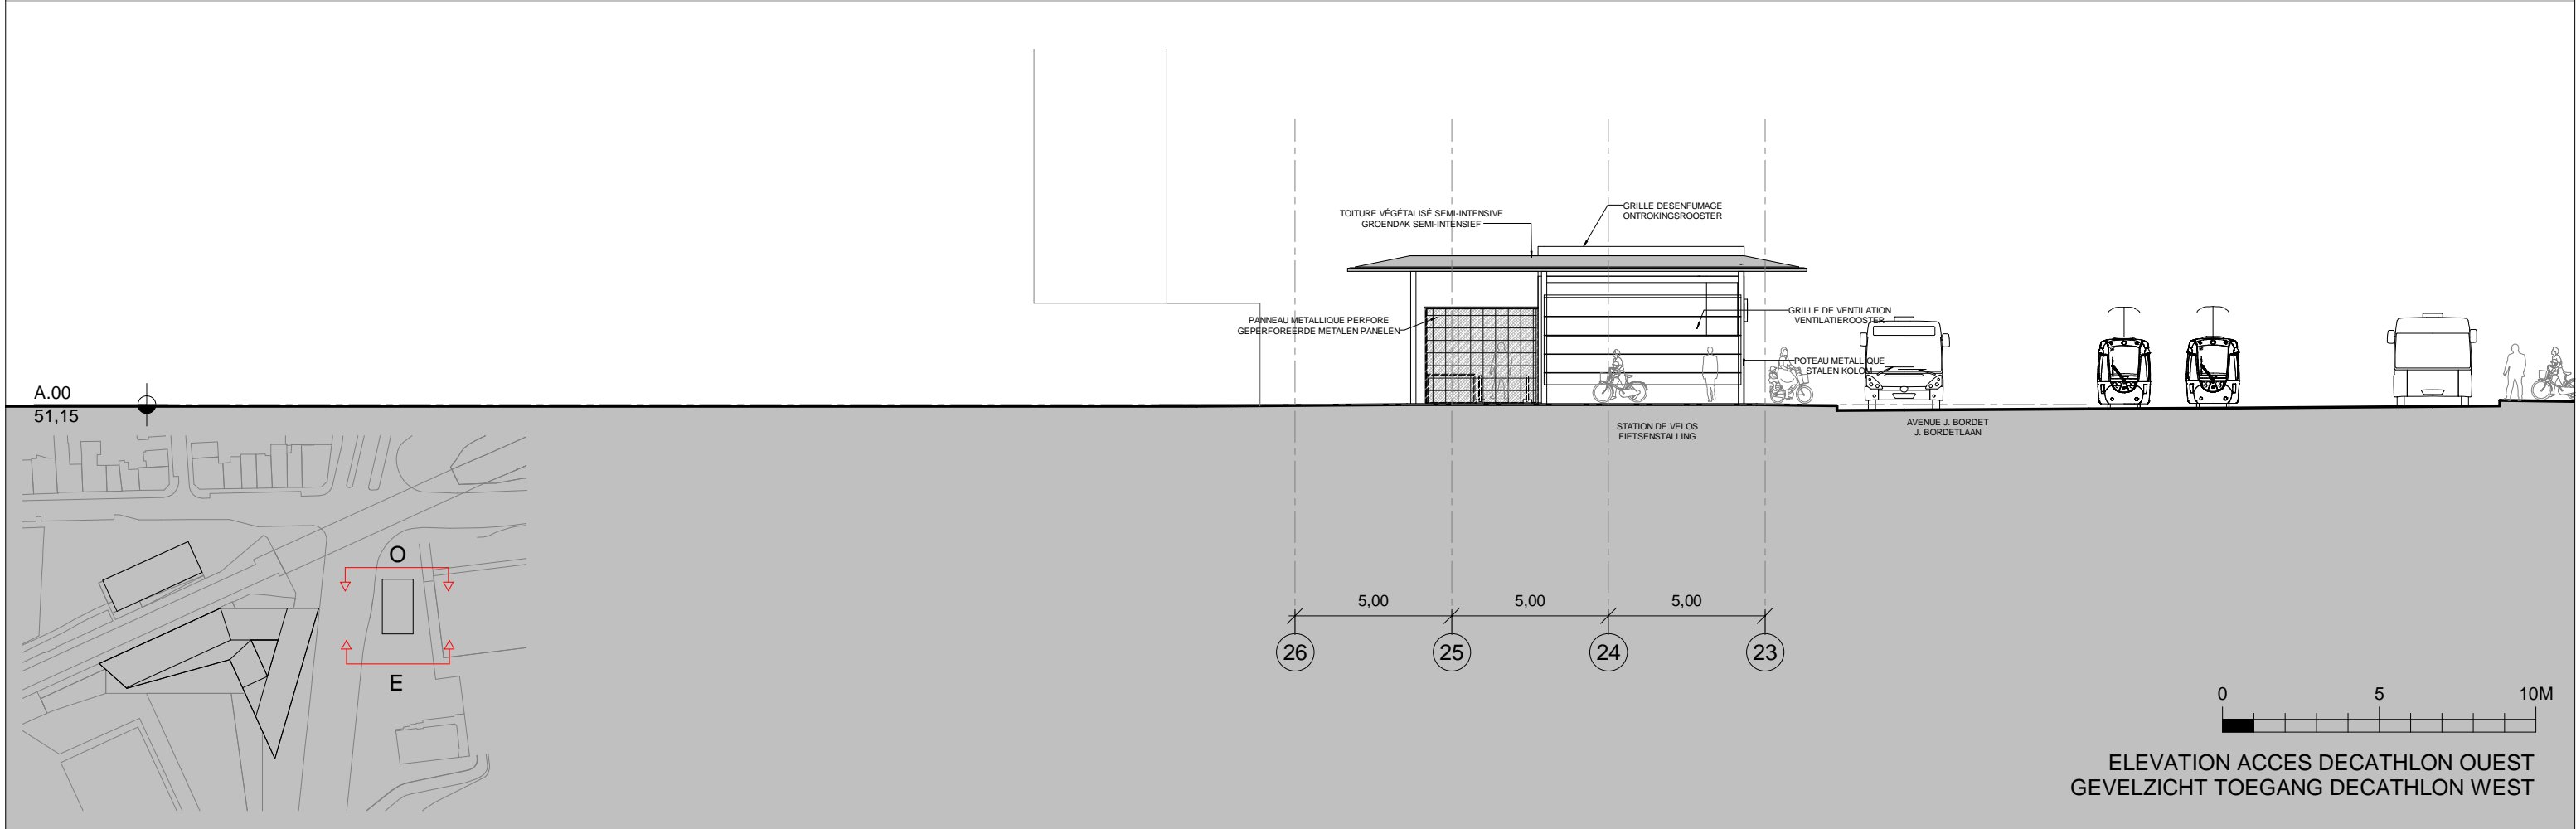 TOITURE VÉGÉTALISÉ SEMI-INTENSIVE
GROENDAK SEMI-INTENSIEF
GRILLE DESENFUMAGE
ONTROKINGSROOSTER
PANNEAU METALLIQUE PERFORE
GEPERFOREERDE METALEN PANELEN
GRILLE DE VENTILATION
VENTILATIEROOSTER
POTEAU METALLIQUE
STALEN KOLOM
A.00
51,15
STATION DE VELOS
FIETSENSTALLING
AVENUE J. BORDET
J. BORDETLAAN
O
E
5,00
5,00
5,00
26
25
24
23
0
5
10M
ELEVATION ACCES DECATHLON OUEST
GEVELZICHT TOEGANG DECATHLON WEST